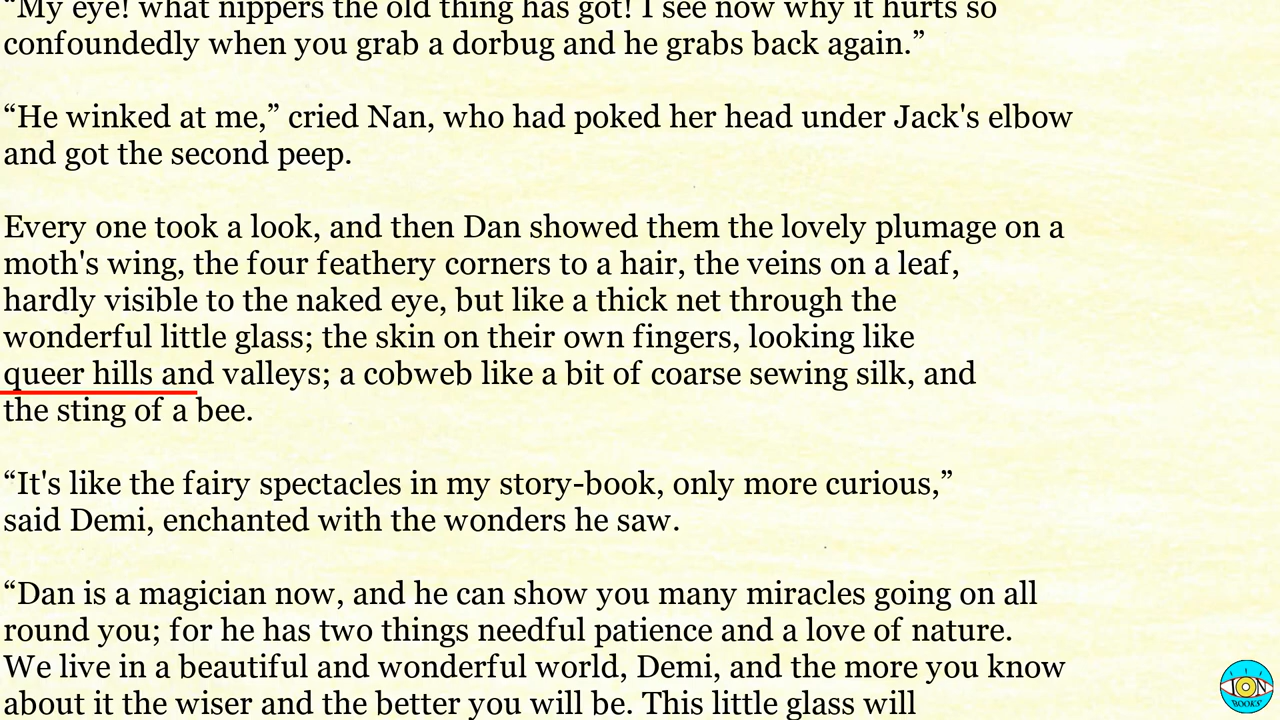 “My eye! what nippers the old thing has got! I see now why it hurts so
confoundedly when you grab a dorbug and he grabs back again.”
“He winked at me,” cried Nan, who had poked her head under Jack's elbow
and got the second peep.
Every one took a look, and then Dan showed them the lovely plumage on a
moth's wing, the four feathery corners to a hair, the veins on a leaf,
hardly visible to the naked eye, but like a thick net through the
wonderful little glass; the skin on their own fingers, looking like
queer hills and valleys; a cobweb like a bit of coarse sewing silk, and
the sting of a bee.
“It's like the fairy spectacles in my story-book, only more curious,”
said Demi, enchanted with the wonders he saw.
“Dan is a magician now, and he can show you many miracles going on all
round you; for he has two things needful patience and a love of nature.
We live in a beautiful and wonderful world, Demi, and the more you know
about it the wiser and the better you will be. This little glass will
ION
BOOKS